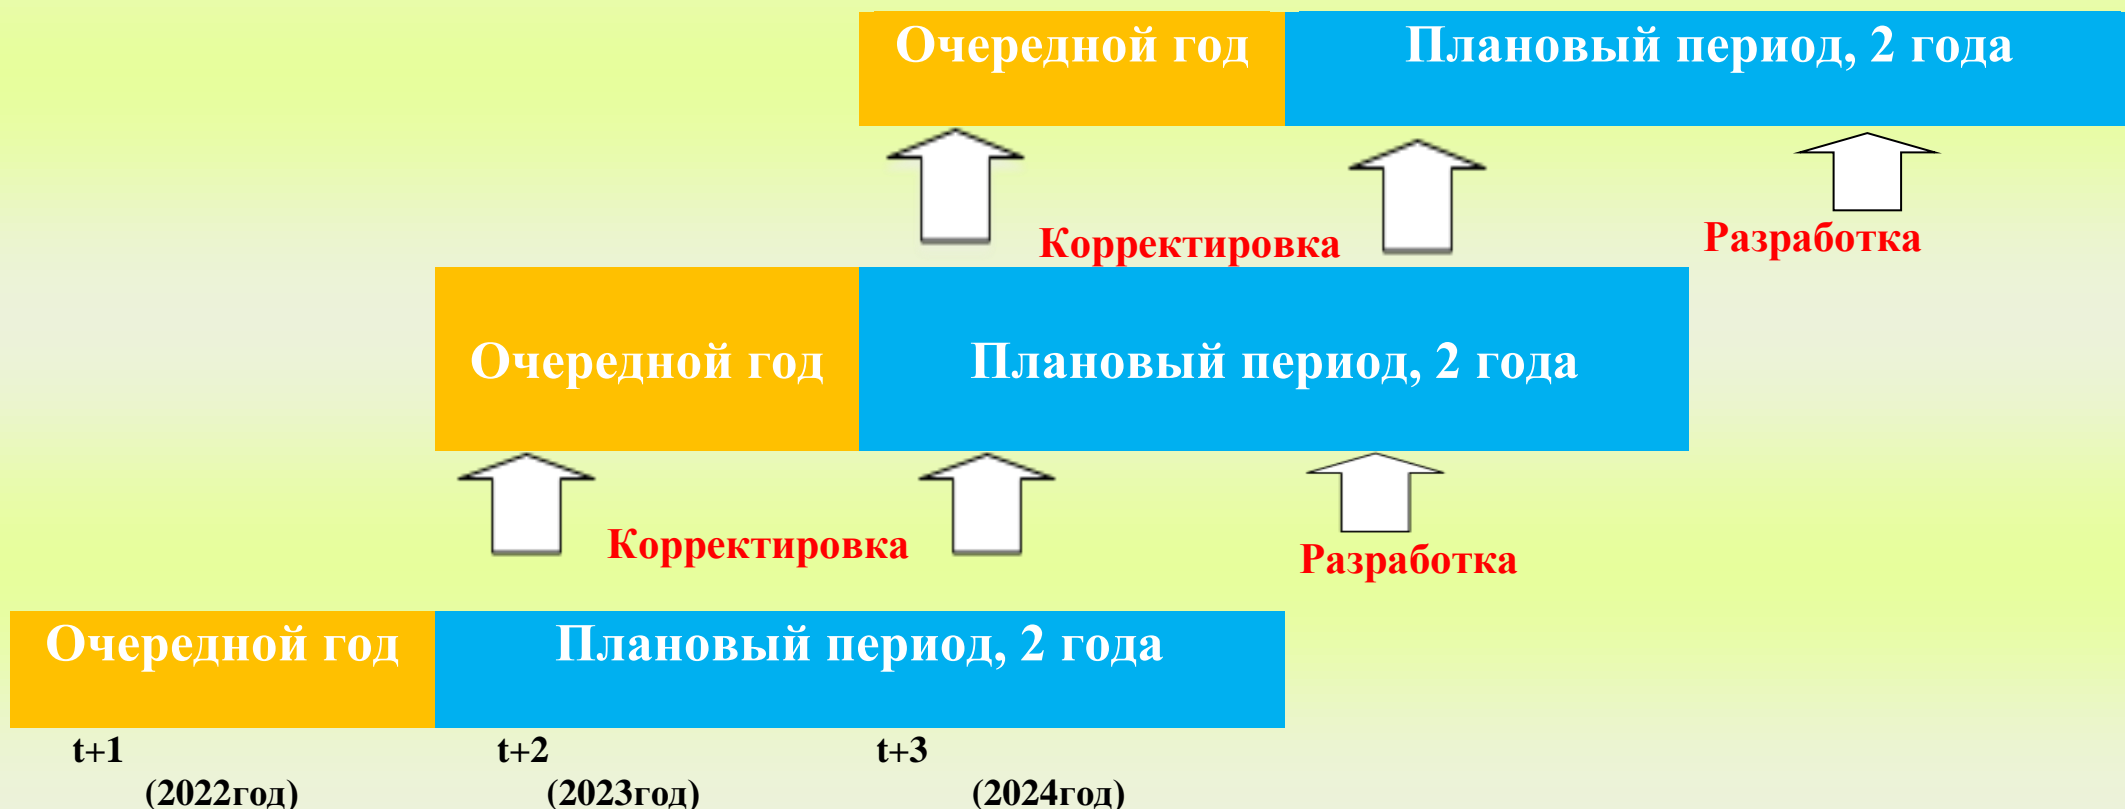 Очередной год
Плановый период, 2 года
Корректировка
Разработка
Очередной год
Плановый период, 2 года
Корректировка
Разработка
Очередной год
Плановый период, 2 года
t+1
t+2
t+3
(2022год)
(2023год)
(2024год)